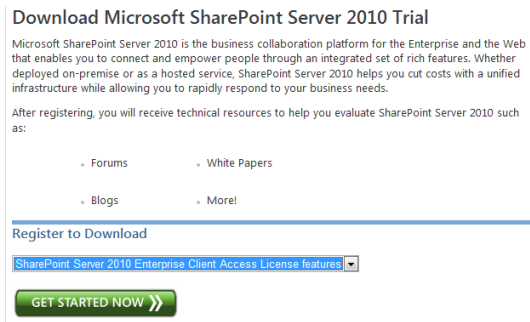 Download Microsoft SharePoint Server 2010 Trial
Microsoft SharePoint Server 2010 is the business collaboration platform for the Enterprise and the Web
that enables you to connect and empower people through an integrated set of rich features. Whether
deployed on-premise or as a hosted service, SharePoint Server 2010 helps you cut costs with a unified
infrastructure while allowing you to rapidly respond to your business needs.
After registering, you will receive technical resources to help you evaluate SharePoint Server 2010 such
as:
Forums
White Papers
Blogs
More!
Register to Download
SharePoint Server 2010 Enterprise Client Access License features
GET STARTED NOW